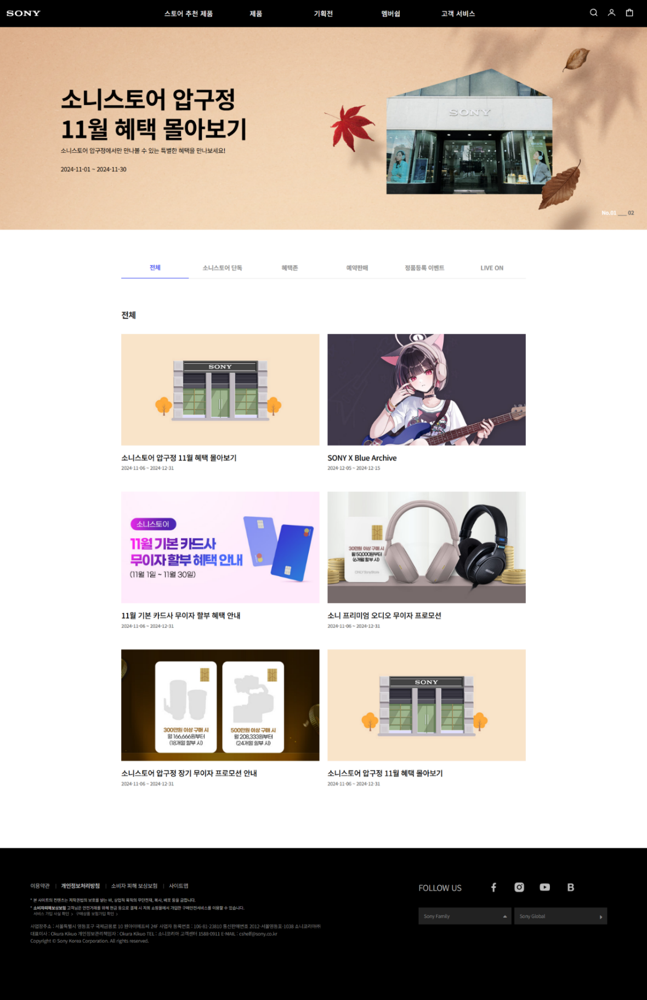 SONY
스토어 추천 제품
제품
기획전
멤버쉽
고객 서비스
소니스토어 압구정
11월 혜택 몰아보기
소니스토어 압구정에서만 만나볼 수 있는 특별한 혜택을 만나보세요!
2024-11-01 ~ 2024-11-30
SONY
No.01 ___ 02
전체
소니스토어 단독
혜택존
예약판매
정품등록 이벤트
LIVE ON
전체
SONY
소니스토어 압구정 11월 혜택 몰아보기
2024-11-06 ~ 2024-12-31
SONY X Blue Archive
2024-12-05 ~ 2024-12-15
소니스토어
11월 기본 카드사
무이자 할부 혜택 안내
(11월 1일 ~ 11월 30일)
11월 기본 카드사 무이자 할부 혜택 안내
2024-11-06 ~ 2024-12-31
30만원 이상 구매 시
월 50,000원부터
(6개월 할부 시)
ONLY Sony Store
SONY
소니 프리미엄 오디오 무이자 프로모션
2024-11-06 ~ 2024-12-31
300만원 이상 구매 시
월 166,666원부터
(18개월 할부 시)
500만원 이상 구매 시
월 208,333원부터
(24개월 할부 시)
소니스토어 압구정 장기 무이자 프로모션 안내
2024-11-06 ~ 2024-12-31
SONY
소니스토어 압구정 11월 혜택 몰아보기
2024-11-06 ~ 2024-12-31
이용약관 | 개인정보처리방침 | 소비자 피해 보상보험 | 사이트맵
* 본 사이트의 컨텐츠는 저작권법의 보호를 받는 바, 상업적 목적의 무단전재, 복사, 배포 등을 금합니다.
* 소비자피해보상보험 고객님은 안전거래를 위해 현금 등으로 결제 시 저희 쇼핑몰에서 가입한 구매안전서비스를 이용할 수 있습니다.
서비스 가입 사실 확인 > 구매상품 보험가입 확인 >
사업장주소 : 서울특별시 영등포구 국제금융로 10 원아이에프씨 24F 사업자 등록번호 : 106-81-23810 통신판매번호 2012-서울영등포-1038 소니코리아㈜
대표이사 : Okura Kikuo 개인정보관리책임자 : Okura Kikuo TEL : 소니코리아 고객센터 1588-0911 E-MAIL : cshelf@sony.co.kr
Copyright © Sony Korea Corporation. All rights reserved.
FOLLOW US
B
Sony Family
Sony Global